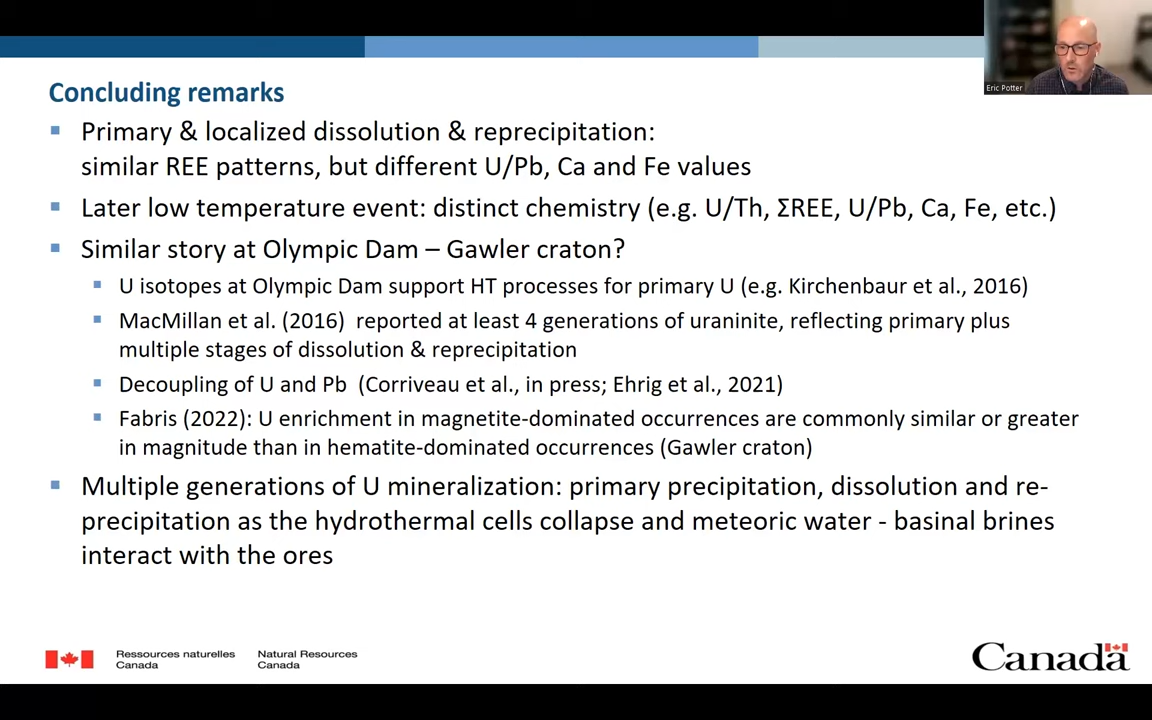 Eric Potter
Concluding remarks
Primary & localized dissolution & reprecipitation:
similar REE patterns, but different U/Pb, Ca and Fe values
Later low temperature event: distinct chemistry (e.g. U/Th, ΣREE, U/Pb, Ca, Fe, etc.)
Similar story at Olympic Dam – Gawler craton?
U isotopes at Olympic Dam support HT processes for primary U (e.g. Kirchenbaur et al., 2016)
MacMillan et al. (2016) reported at least 4 generations of uraninite, reflecting primary plus
multiple stages of dissolution & reprecipitation
Decoupling of U and Pb (Corriveau et al., in press; Ehrig et al., 2021)
Fabris (2022): U enrichment in magnetite-dominated occurrences are commonly similar or greater
in magnitude than in hematite-dominated occurrences (Gawler craton)
Multiple generations of U mineralization: primary precipitation, dissolution and re-
precipitation as the hydrothermal cells collapse and meteoric water - basinal brines
interact with the ores
Ressources naturelles Natural Resources
Canada Canada
Canada